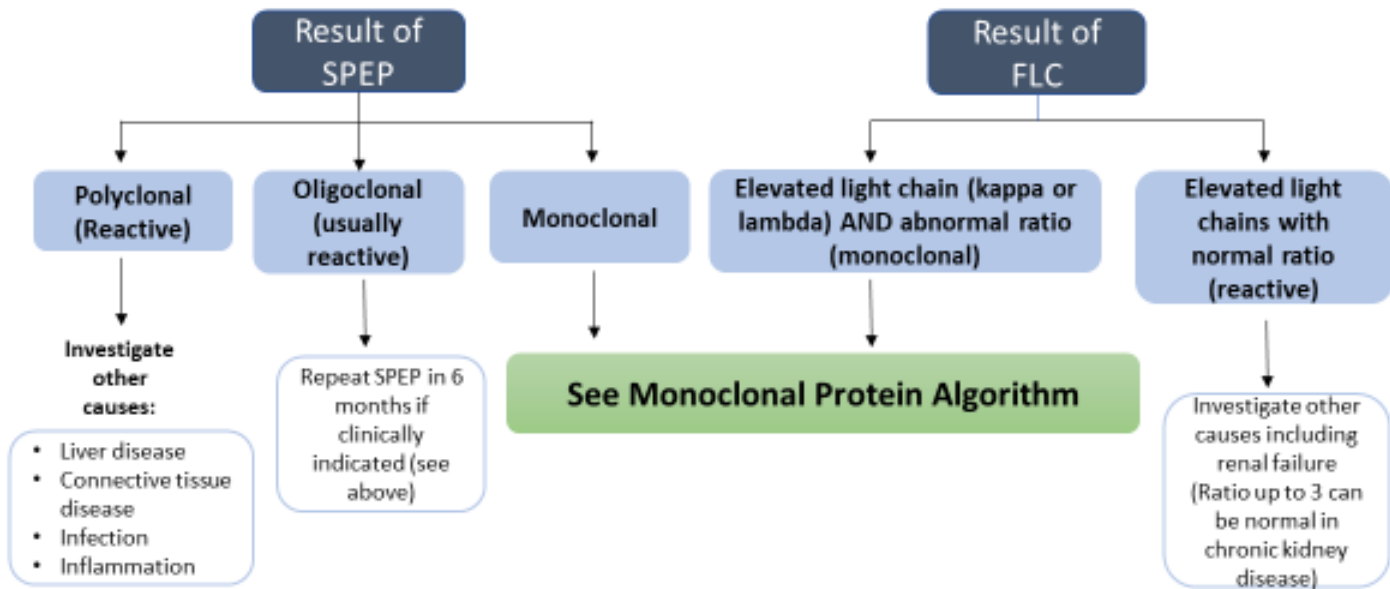 Result of
SPEP
Result of
FLC
Polyclonal
(Reactive)
Oligoclonal
(usually
reactive)
Monoclonal
Elevated light chain (kappa or
lambda) AND abnormal ratio
(monoclonal)
Elevated light
chains with
normal ratio
(reactive)
Investigate
other
causes:
• Liver disease
• Connective tissue
disease
• Infection
• Inflammation
Repeat SPEP in 6
months if
clinically
indicated (see
above)
See Monoclonal Protein Algorithm
Investigate other
causes including
renal failure
(Ratio up to 3 can
be normal in
chronic kidney
disease)